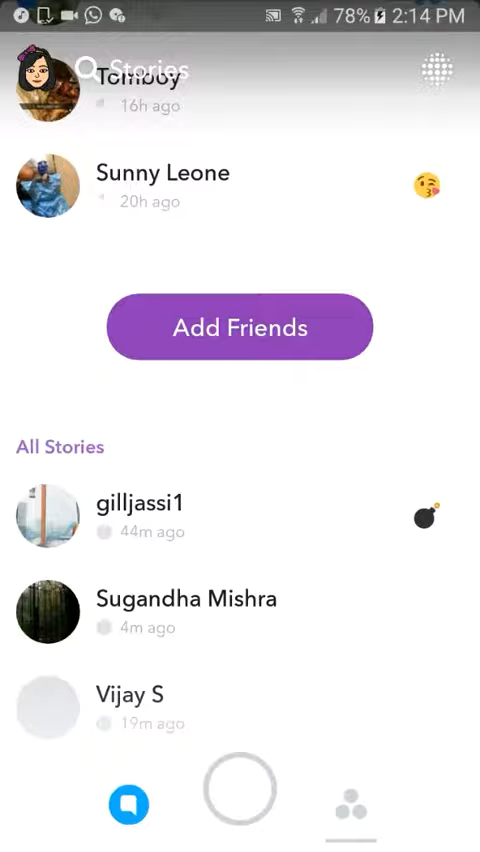 78% 2:14 PM
Stories
Tomboy
16h ago
Sunny Leone
20h ago
Add Friends
All Stories
gilljassi1
44m ago
Sugandha Mishra
4m ago
Vijay S
19m ago